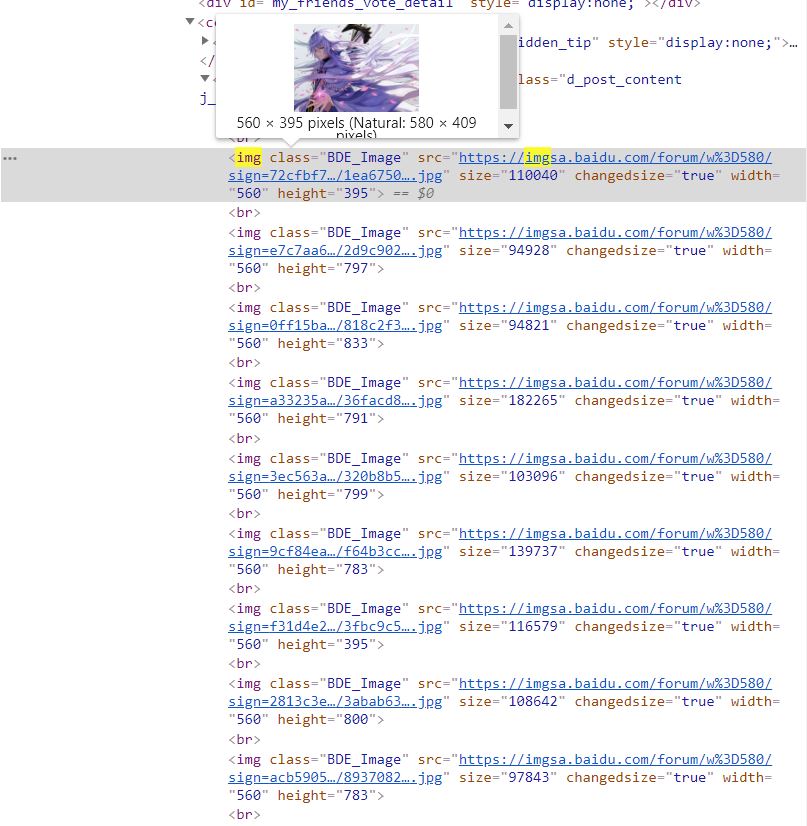 <div id="my_friends_vote_detail" style="display:none;"></div>
▼<cc
▶<
idden_tip" style="display:none;">…
</
▼<
lass="d_post_content
j_
560 × 395 pixels (Natural: 580 × 409
pixels)
<br>
<img class="BDE_Image" src="https://imgsa.baidu.com/forum/w%3D580/
sign=72cfbf7…/1ea6750….jpg" size="110040" changedsize="true" width=
"560" height="395"> == $0
<br>
<img class="BDE_Image" src="https://imgsa.baidu.com/forum/w%3D580/
sign=e7c7aa6…/2d9c902….jpg" size="94928" changedsize="true" width=
"560" height="797">
<br>
<img class="BDE_Image" src="https://imgsa.baidu.com/forum/w%3D580/
sign=0ff15ba…/818c2f3….jpg" size="94821" changedsize="true" width=
"560" height="833">
<br>
<img class="BDE_Image" src="https://imgsa.baidu.com/forum/w%3D580/
sign=a33235a…/36facd8….jpg" size="182265" changedsize="true" width=
"560" height="791">
<br>
<img class="BDE_Image" src="https://imgsa.baidu.com/forum/w%3D580/
sign=3ec563a…/320b8b5….jpg" size="103096" changedsize="true" width=
"560" height="799">
<br>
<img class="BDE_Image" src="https://imgsa.baidu.com/forum/w%3D580/
sign=9cf84ea…/f64b3cc….jpg" size="139737" changedsize="true" width=
"560" height="783">
<br>
<img class="BDE_Image" src="https://imgsa.baidu.com/forum/w%3D580/
sign=f31d4e2…/3fbc9c5….jpg" size="116579" changedsize="true" width=
"560" height="395">
<br>
<img class="BDE_Image" src="https://imgsa.baidu.com/forum/w%3D580/
sign=2813c3e…/3abab63….jpg" size="108642" changedsize="true" width=
"560" height="800">
<br>
<img class="BDE_Image" src="https://imgsa.baidu.com/forum/w%3D580/
sign=acb5905…/8937082….jpg" size="97843" changedsize="true" width=
"560" height="783">
<br>